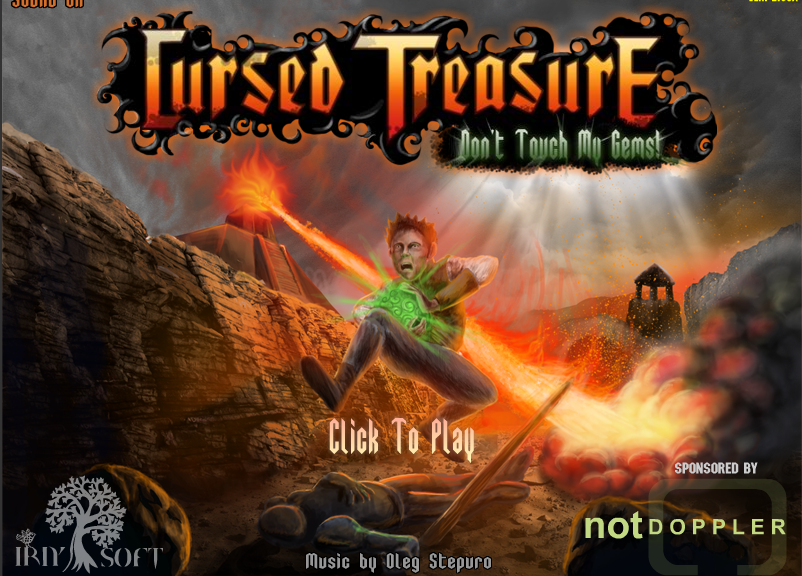 SOUND ON
Cursed Treasure
Don't Touch My Gems!
Click To Play
SPONSORED BY
notDOPPLER
IRIY SOFT
Music by Oleg Stepuro